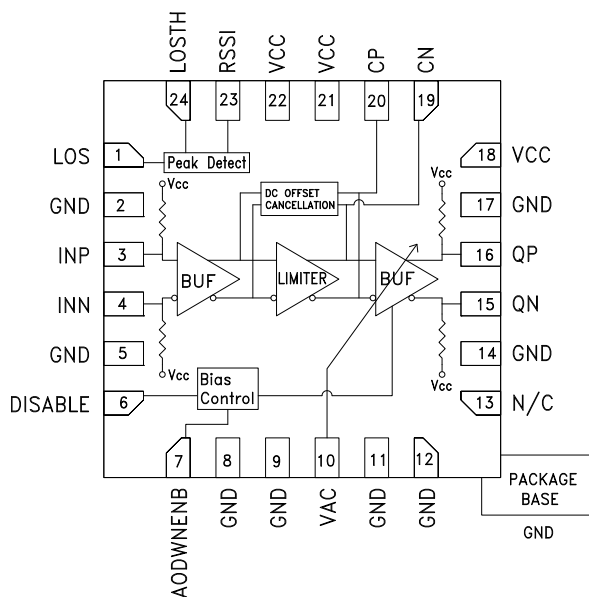 LOSTH
RSSI
VCC
VCC
CP
CN
24
23
22
21
20
19
LOS
1
Peak Detect
18
VCC
GND
2
Vcc
DC OFFSET
CANCELLATION
Vcc
17
GND
INP
3
BUF
LIMITER
BUF
16
QP
INN
4
15
QN
GND
5
Vcc
Vcc
14
GND
DISABLE
6
Bias
Control
13
N/C
7
8
9
10
11
12
AODWNENB
GND
GND
VAC
GND
GND
PACKAGE
BASE
GND